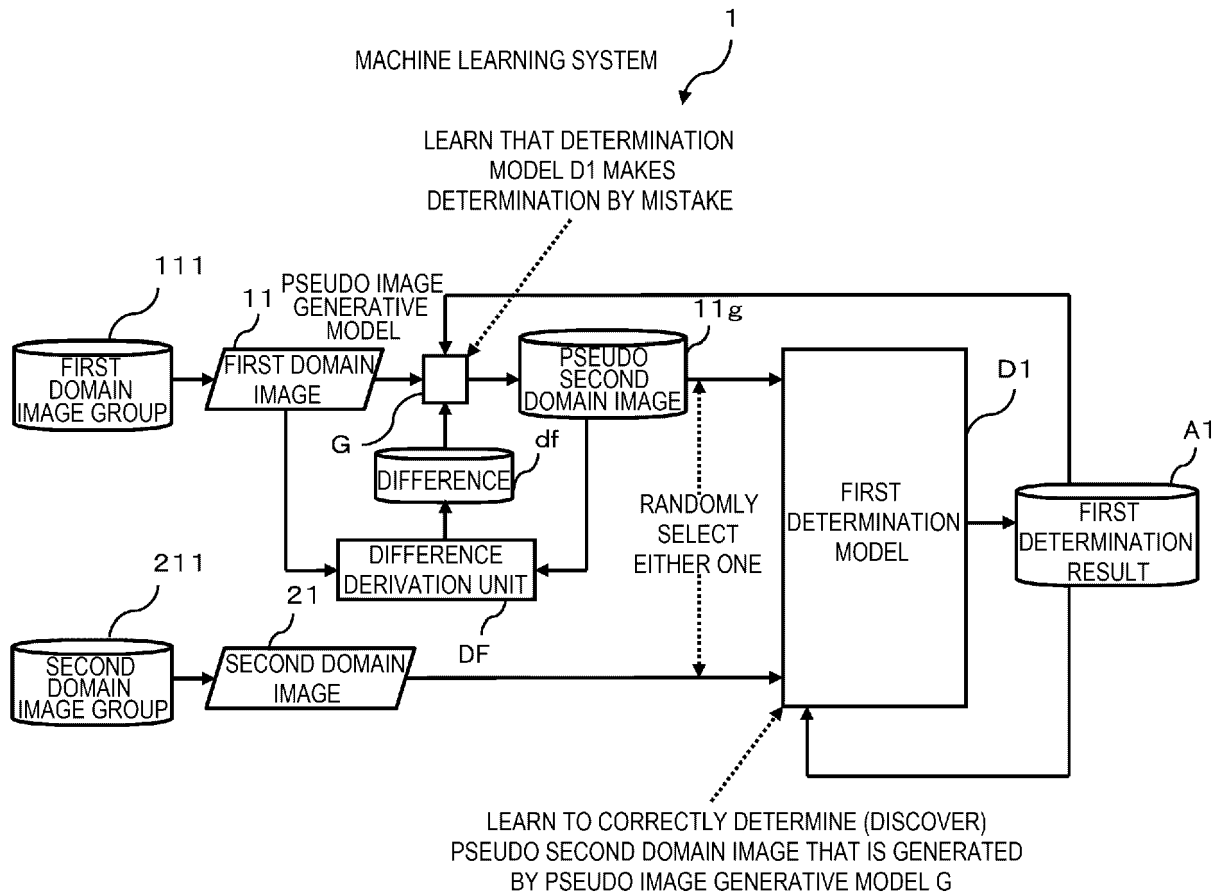 1
MACHINE LEARNING SYSTEM
LEARN THAT DETERMINATION
MODEL D1 MAKES
DETERMINATION BY MISTAKE
111
11
PSEUDO IMAGE
GENERATIVE
MODEL
11g
FIRST
DOMAIN
IMAGE GROUP
FIRST DOMAIN
IMAGE
PSEUDO
SECOND
DOMAIN IMAGE
D1
G
df
A1
DIFFERENCE
RANDOMLY
SELECT
EITHER ONE
FIRST
DETERMINATION
MODEL
FIRST
DETERMINATION
RESULT
DIFFERENCE
DERIVATION UNIT
211
21
DF
SECOND
DOMAIN
IMAGE GROUP
SECOND DOMAIN
IMAGE
LEARN TO CORRECTLY DETERMINE (DISCOVER)
PSEUDO SECOND DOMAIN IMAGE THAT IS GENERATED
BY PSEUDO IMAGE GENERATIVE MODEL G